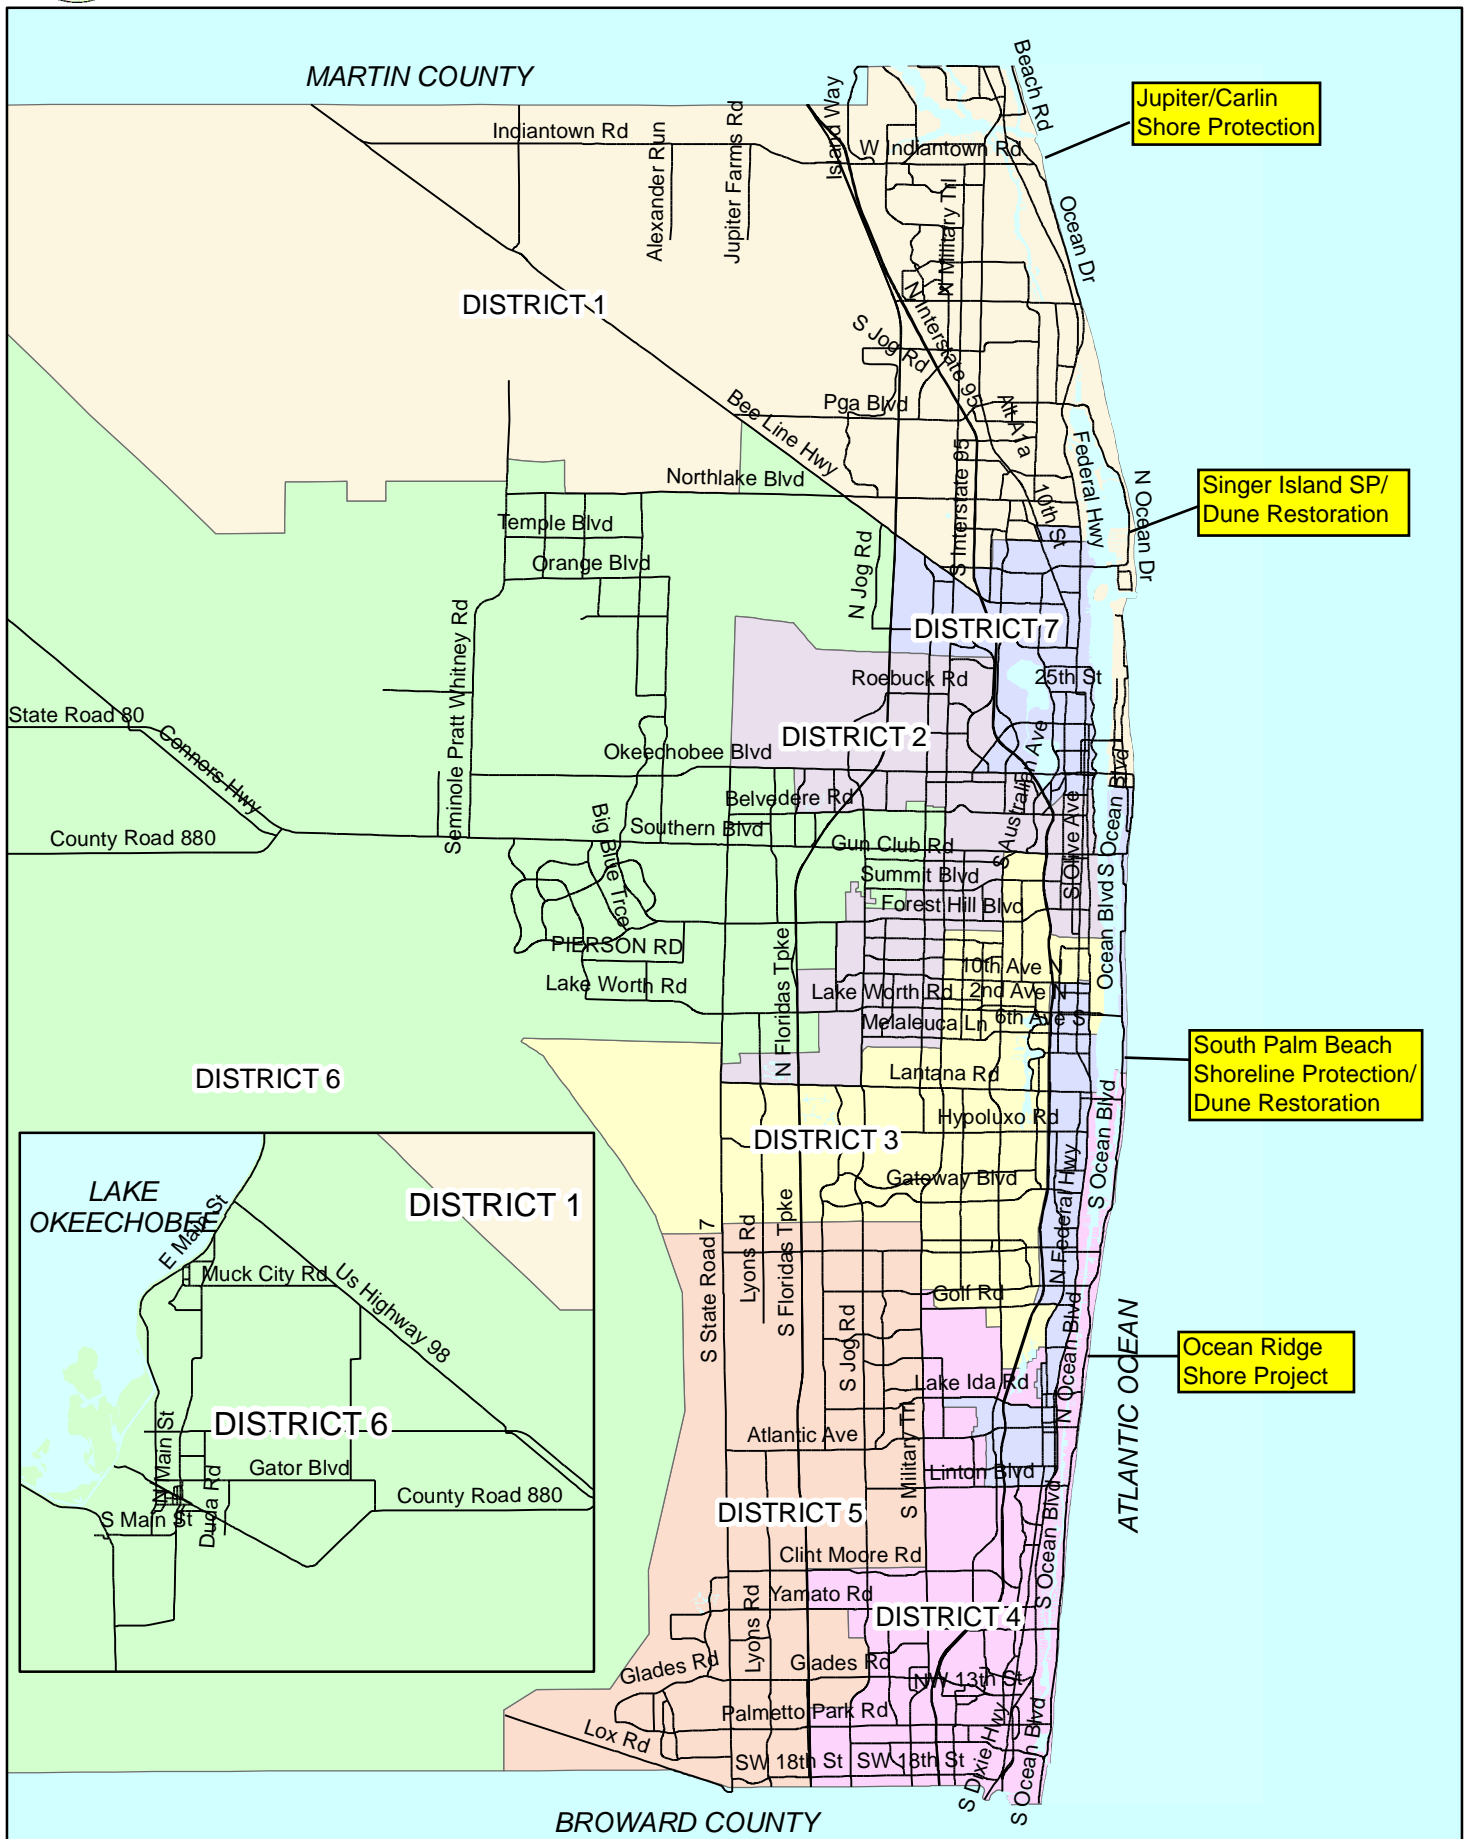 MARTIN COUNTY
Beach Rd
Island Way
Jupiter/Carlin
Shore Protection
Indiantown Rd
Alexander Run
Jupiter Farms Rd
W Indiantown Rd
N Military Trl
Ocean Dr
DISTRICT 1
N Interstate 95
S Jog Rd
Bee Line Hwy
Pga Blvd
Alt A1a
Federal Hwy
Northlake Blvd
S Interstate 95
10th St
N Ocean Dr
Singer Island SP/
Dune Restoration
Temple Blvd
Orange Blvd
N Jog Rd
Seminole Pratt Whitney Rd
DISTRICT 7
Roebuck Rd
25th St
State Road 80
Connors Hwy
DISTRICT 2
Okeechobee Blvd
S Australian Ave
S Ocean Blvd
Belvedere Rd
Big Blue Trce
Southern Blvd
County Road 880
Gun Club Rd
S Olive Ave
Summit Blvd
Forest Hill Blvd
Ocean Blvd
S Ocean Blvd
PIERSON RD
N Floridas Tpke
10th Ave N
Lake Worth Rd
Lake Worth Rd
2nd Ave N
Melaleuca Ln
6th Ave S
South Palm Beach
Shoreline Protection/
Dune Restoration
DISTRICT 6
Lantana Rd
Hypoluxo Rd
S Ocean Blvd
DISTRICT 3
Gateway Blvd
LAKE
OKEECHOBEE
DISTRICT 1
E Main St
Muck City Rd
Us Highway 98
S State Road 7
Lyons Rd
S Floridas Tpke
N Federal Hwy
Golf Rd
N Ocean Blvd
S Jog Rd
ATLANTIC OCEAN
Ocean Ridge
Shore Project
Lake Ida Rd
DISTRICT 6
N Main St
Atlantic Ave
S Military Trl
Gator Blvd
Linton Blvd
County Road 880
S Main St
Duda Rd
DISTRICT 5
S Ocean Blvd
Clint Moore Rd
Yamato Rd
Lyons Rd
DISTRICT 4
Glades Rd
Glades Rd
NW 13th St
Palmetto Park Rd
Lox Rd
SW 18th St
SW 18th St
S Dixie Hwy
S Ocean Blvd
BROWARD COUNTY